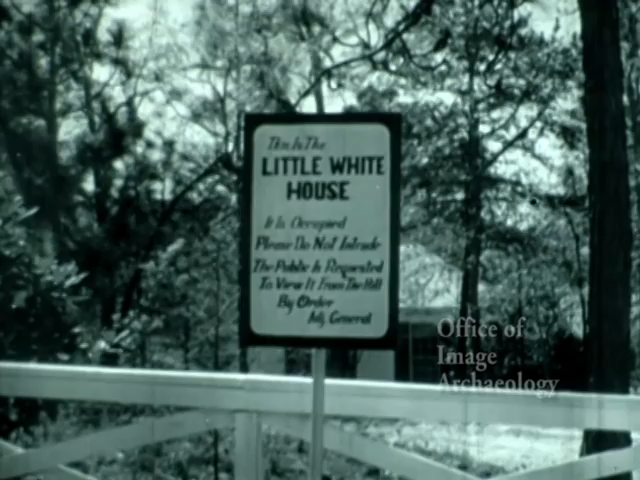 This Is The
LITTLE WHITE
HOUSE
It Is Occupied
Please Do Not Intrude
The Public Is Requested
To View It From The Hill
By Order
Adj. General
Office of
Image
Archaeology